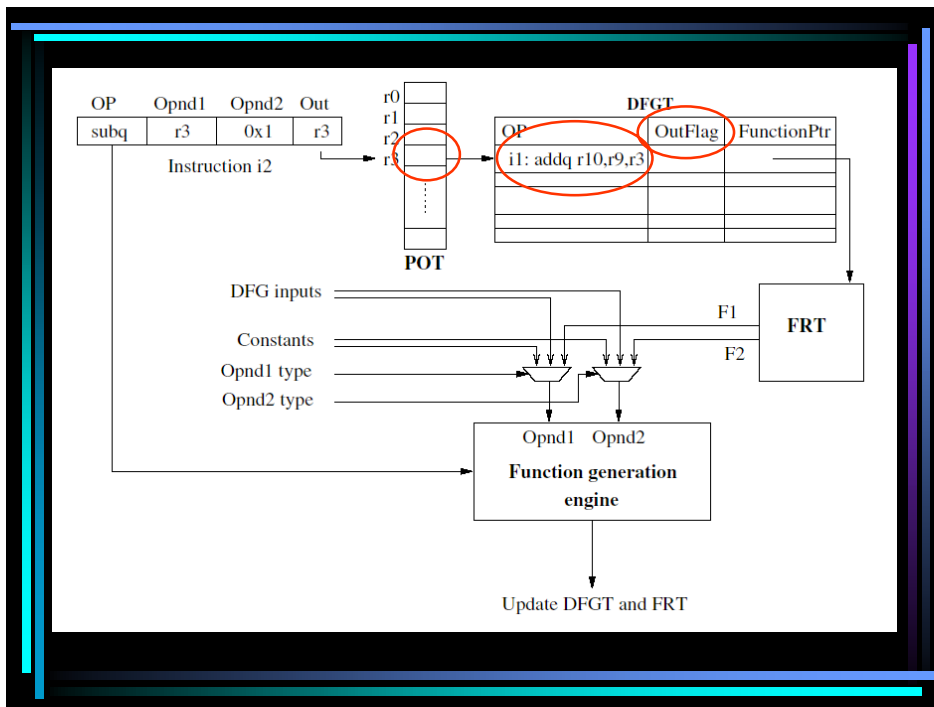 OP Opnd1 Opnd2 Out
subq r3 0x1 r3
Instruction i2
r0
r1
r2
r3
POT
DFGT
OP OutFlag FunctionPtr
i1: addq r10,r9,r3
DFG inputs
Constants
Opnd1 type
Opnd2 type
F1
F2
FRT
Opnd1 Opnd2
Function generation
engine
Update DFGT and FRT